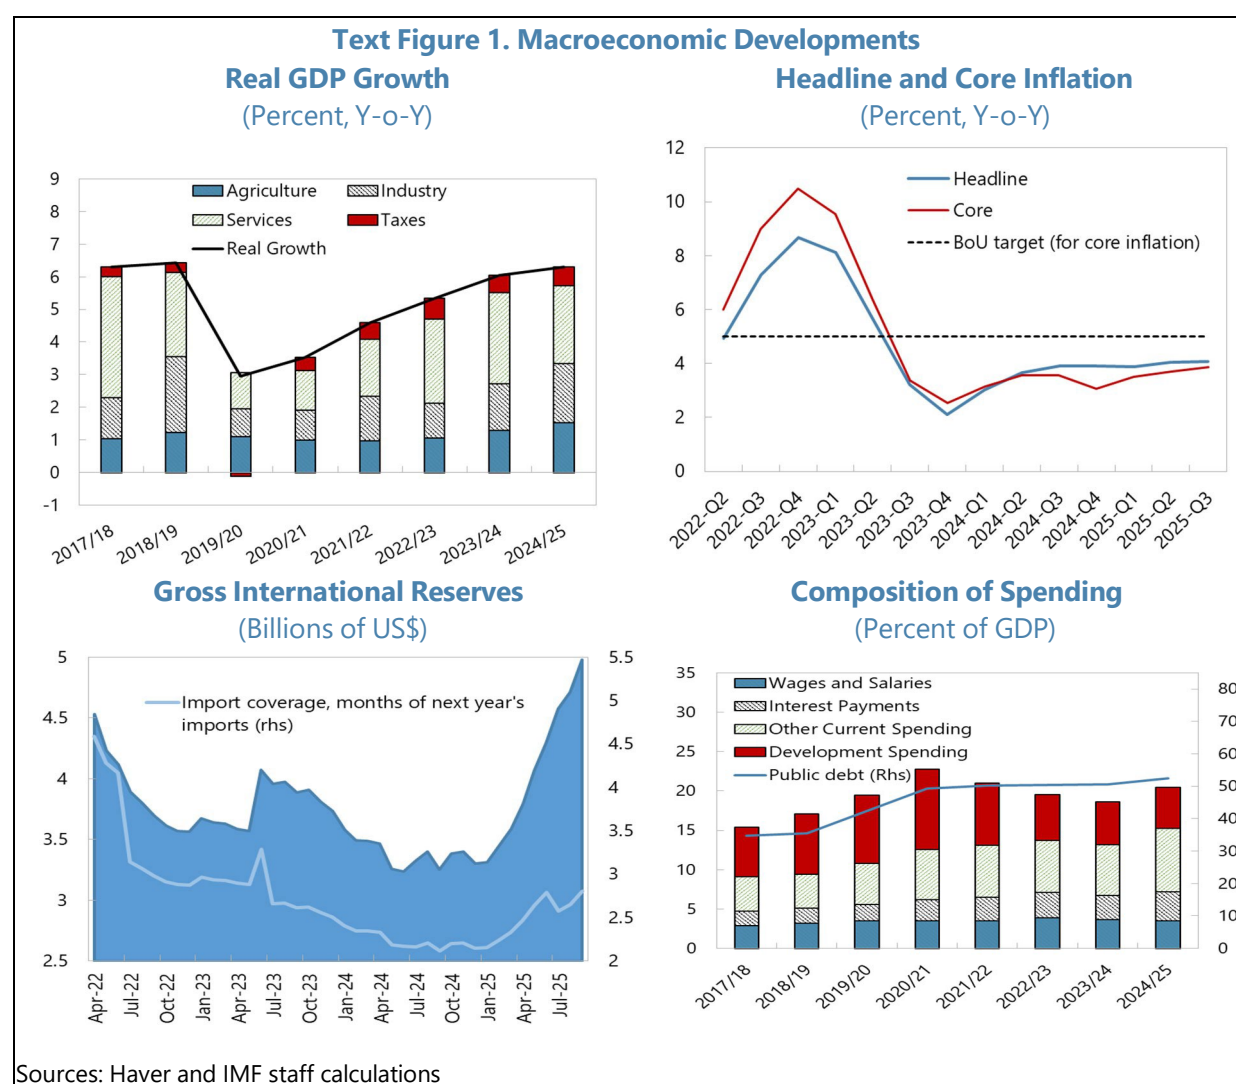 Text Figure 1. Macroeconomic Developments
Real GDP Growth
(Percent, Y-o-Y)
9
8
7
6
5
4
3
2
1
0
-1
Agriculture
Industry
Services
Taxes
Real Growth
2017/18
2018/19
2019/20
2020/21
2021/22
2022/23
2023/24
2024/25
Headline and Core Inflation
(Percent, Y-o-Y)
12
10
8
6
4
2
0
Headline
Core
BoU target (for core inflation)
2022-Q2
2022-Q3
2022-Q4
2023-Q1
2023-Q2
2023-Q3
2023-Q4
2024-Q1
2024-Q2
2024-Q3
2024-Q4
2025-Q1
2025-Q2
2025-Q3
Gross International Reserves
(Billions of US$)
5
4.5
4
3.5
3
2.5
Import coverage, months of next year's
imports (rhs)
5.5
5
4.5
4
3.5
3
2.5
2
Apr-22
Jul-22
Oct-22
Jan-23
Apr-23
Jul-23
Oct-23
Jan-24
Apr-24
Jul-24
Oct-24
Jan-25
Apr-25
Jul-25
Composition of Spending
(Percent of GDP)
35
30
25
20
15
10
5
0
Wages and Salaries
Interest Payments
Other Current Spending
Development Spending
Public debt (Rhs)
80
70
60
50
40
30
20
10
0
2017/18
2018/19
2019/20
2020/21
2021/22
2022/23
2023/24
2024/25
Sources: Haver and IMF staff calculations